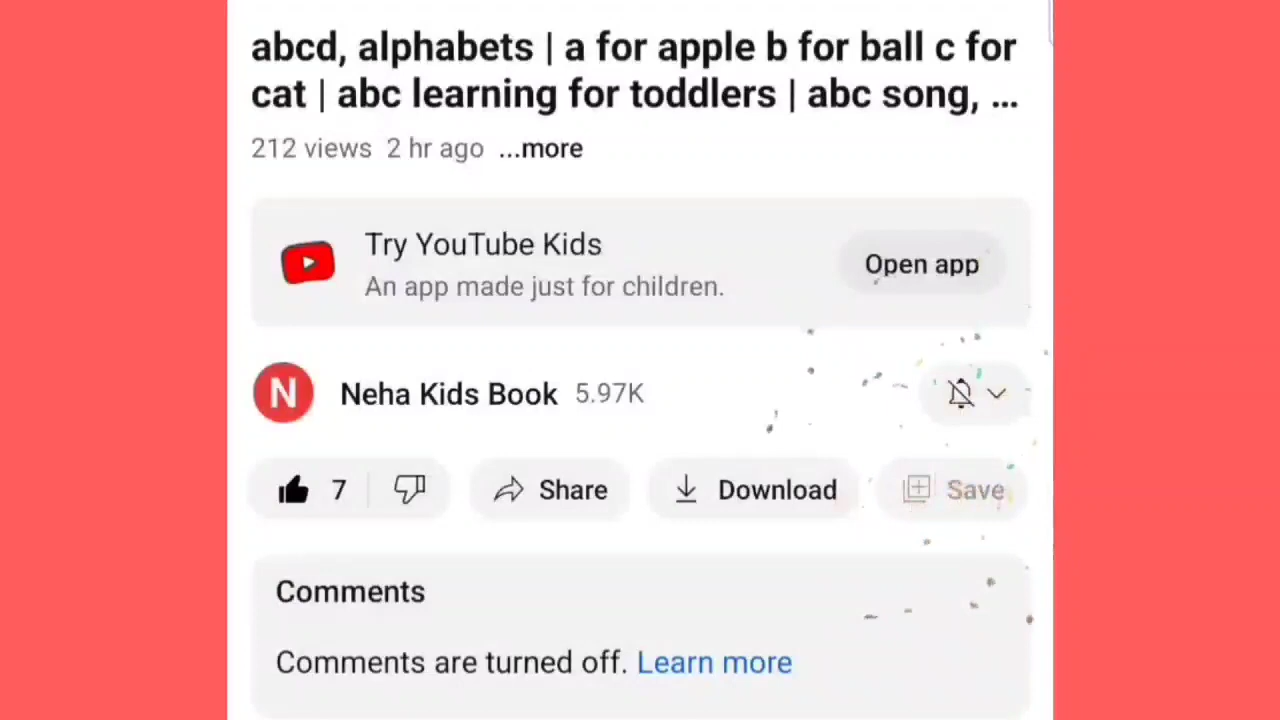 abcd, alphabets | a for apple b for ball c for
cat | abc learning for toddlers | abc song, ...
212 views 2 hr ago ...more
Try YouTube Kids
An app made just for children.
Open app
N Neha Kids Book 5.97K
7 Share Download Save
Comments
Comments are turned off. Learn more